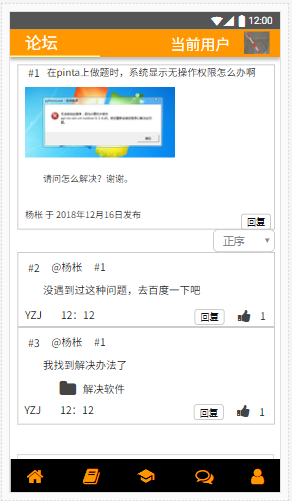 12:00
论坛 当前用户
#1 在pinta上做题时，系统显示无操作权限怎么办啊
请问怎么解决？谢谢。
杨枨 于 2018年12月16日发布
回复
正序
#2 @杨枨 #1
没遇到过这种问题，去百度一下吧
YZJ 12：12 回复 1
#3 @杨枨 #1
我找到解决办法了
解决软件
YZJ 12：12 回复 1